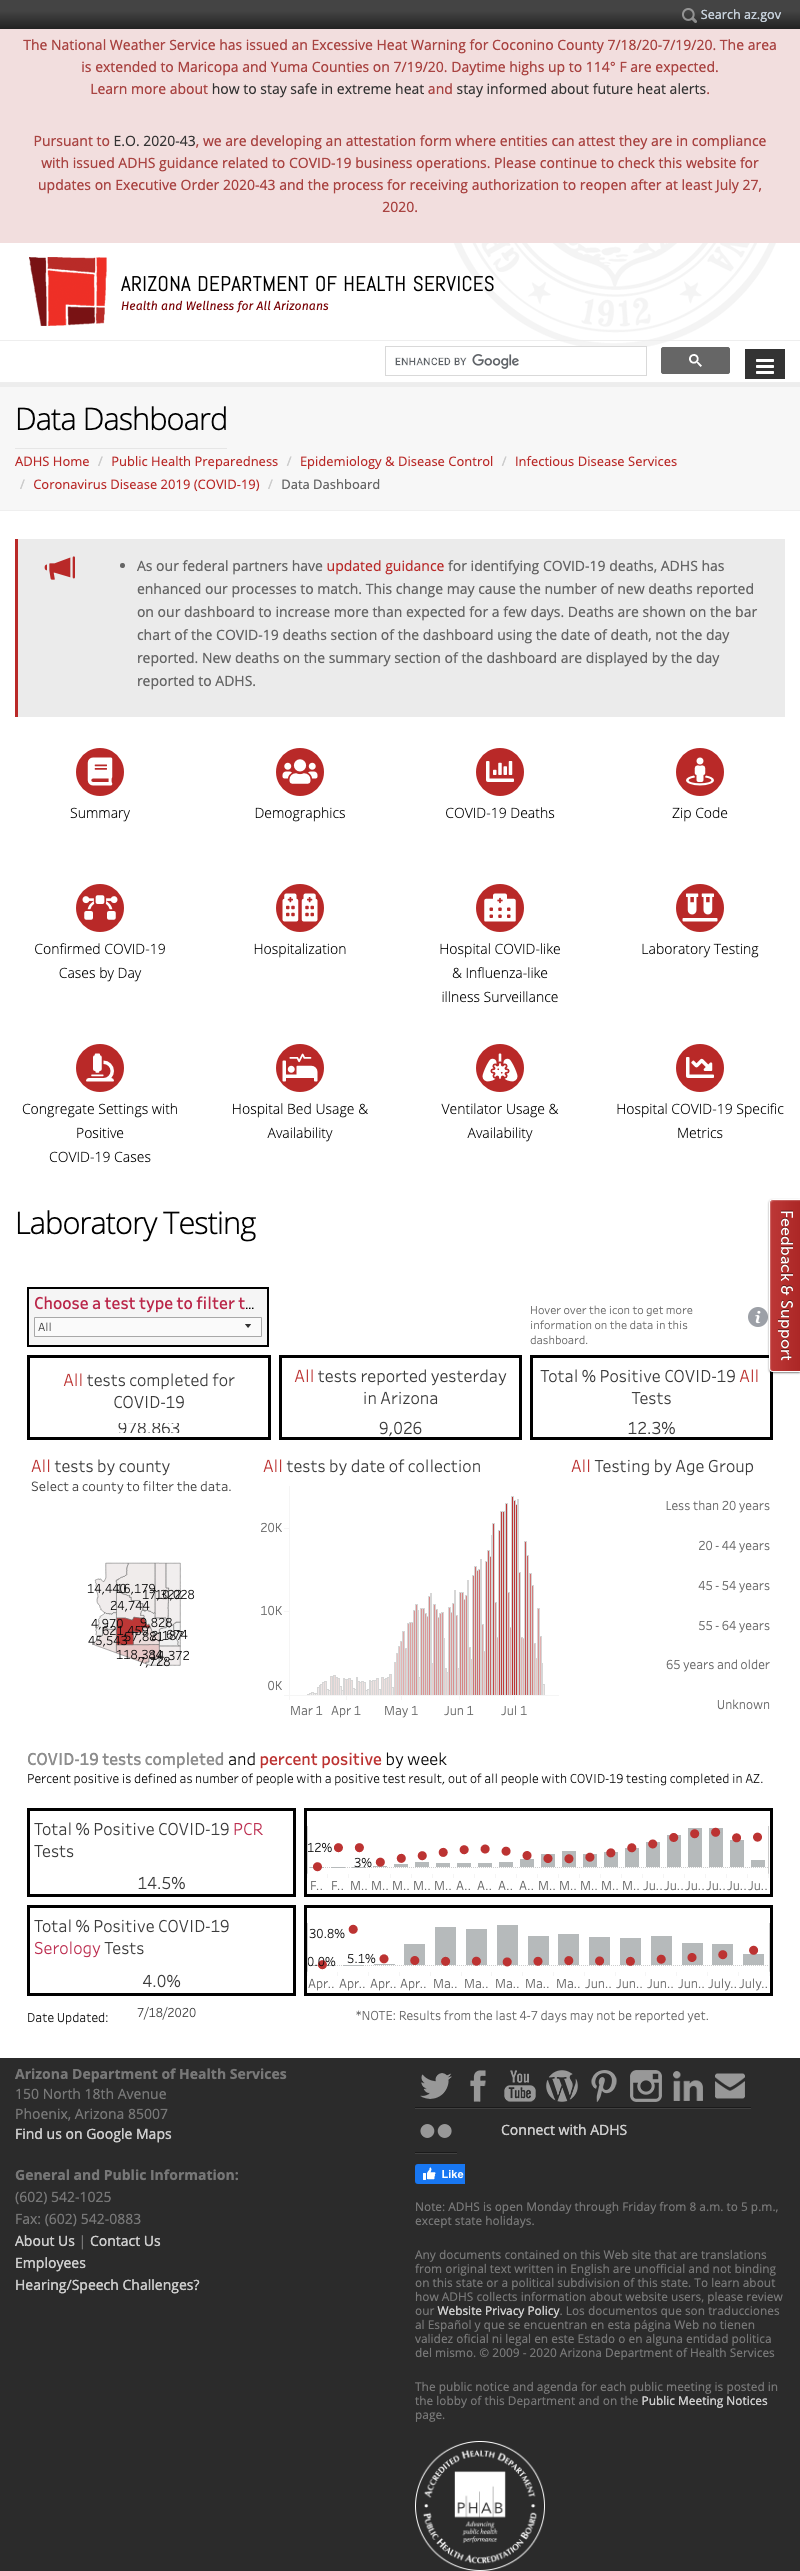 Search az.gov
The National Weather Service has issued an Excessive Heat Warning for Coconino County 7/18/20-7/19/20. The area
is extended to Maricopa and Yuma Counties on 7/19/20. Daytime highs up to 114° F are expected.
Learn more about how to stay safe in extreme heat and stay informed about future heat alerts.
Pursuant to E.O. 2020-43, we are developing an attestation form where entities can attest they are in compliance
with issued ADHS guidance related to COVID-19 business operations. Please continue to check this website for
updates on Executive Order 2020-43 and the process for receiving authorization to reopen after at least July 27,
2020.
1912
ARIZONA DEPARTMENT OF HEALTH SERVICES
Health and Wellness for All Arizonans
ENHANCED BY Google
Data Dashboard
ADHS Home / Public Health Preparedness / Epidemiology & Disease Control / Infectious Disease Services
/ Coronavirus Disease 2019 (COVID-19) / Data Dashboard
• As our federal partners have updated guidance for identifying COVID-19 deaths, ADHS has
enhanced our processes to match. This change may cause the number of new deaths reported
on our dashboard to increase more than expected for a few days. Deaths are shown on the bar
chart of the COVID-19 deaths section of the dashboard using the date of death, not the day
reported. New deaths on the summary section of the dashboard are displayed by the day
reported to ADHS.
Summary
Demographics
COVID-19 Deaths
Zip Code
Confirmed COVID-19
Cases by Day
Hospitalization
Hospital COVID-like
& Influenza-like
illness Surveillance
Laboratory Testing
Congregate Settings with
Positive
COVID-19 Cases
Hospital Bed Usage &
Availability
Ventilator Usage &
Availability
Hospital COVID-19 Specific
Metrics
Laboratory Testing
Feedback & Support
Choose a test type to filter t...
All
Hover over the icon to get more
information on the data in this
dashboard.
i
All tests completed for
COVID-19
978,863
All tests reported yesterday
in Arizona
9,026
Total % Positive COVID-19 All
Tests
12.3%
All tests by county
Select a county to filter the data.
14,440
16,179
24,744
4,970
45,543
All tests by date of collection
20K
10K
0K
Mar 1 Apr 1 May 1 Jun 1 Jul 1
All Testing by Age Group
Less than 20 years
20 - 44 years
45 - 54 years
55 - 64 years
65 years and older
Unknown
COVID-19 tests completed and percent positive by week
Percent positive is defined as number of people with a positive test result, out of all people with COVID-19 testing completed in AZ.
Total % Positive COVID-19 PCR
Tests
14.5%
12%
3%
F.. F.. M.. M.. M.. M.. M.. A.. A.. A.. A.. M.. M.. M.. M.. M.. Ju.. Ju.. Ju.. Ju.. Ju.. Ju..
Total % Positive COVID-19
Serology Tests
4.0%
30.8%
0.0%
5.1%
Apr.. Apr.. Apr.. Apr.. Ma.. Ma.. Ma.. Ma.. Ma.. Jun.. Jun.. Jun.. Jun.. July.. July..
Date Updated: 7/18/2020
*NOTE: Results from the last 4-7 days may not be reported yet.
Arizona Department of Health Services
150 North 18th Avenue
Phoenix, Arizona 85007
Find us on Google Maps
General and Public Information:
(602) 542-1025
Fax: (602) 542-0883
About Us | Contact Us
Employees
Hearing/Speech Challenges?
You Tube
Connect with ADHS
Like
Note: ADHS is open Monday through Friday from 8 a.m. to 5 p.m.,
except state holidays.
Any documents contained on this Web site that are translations
from original text written in English are unofficial and not binding
on this state or a political subdivision of this state. To learn about
how ADHS collects information about website users, please review
our Website Privacy Policy. Los documentos que son traducciones
al Español y que se encuentran en esta página Web no tienen
validez oficial ni legal en este Estado o en alguna entidad politica
del mismo. © 2009 - 2020 Arizona Department of Health Services
The public notice and agenda for each public meeting is posted in
the lobby of this Department and on the Public Meeting Notices
page.
ACCREDITED HEALTH DEPARTMENT
PHAB
Advancing
public health
performance
PUBLIC HEALTH ACCREDITATION BOARD